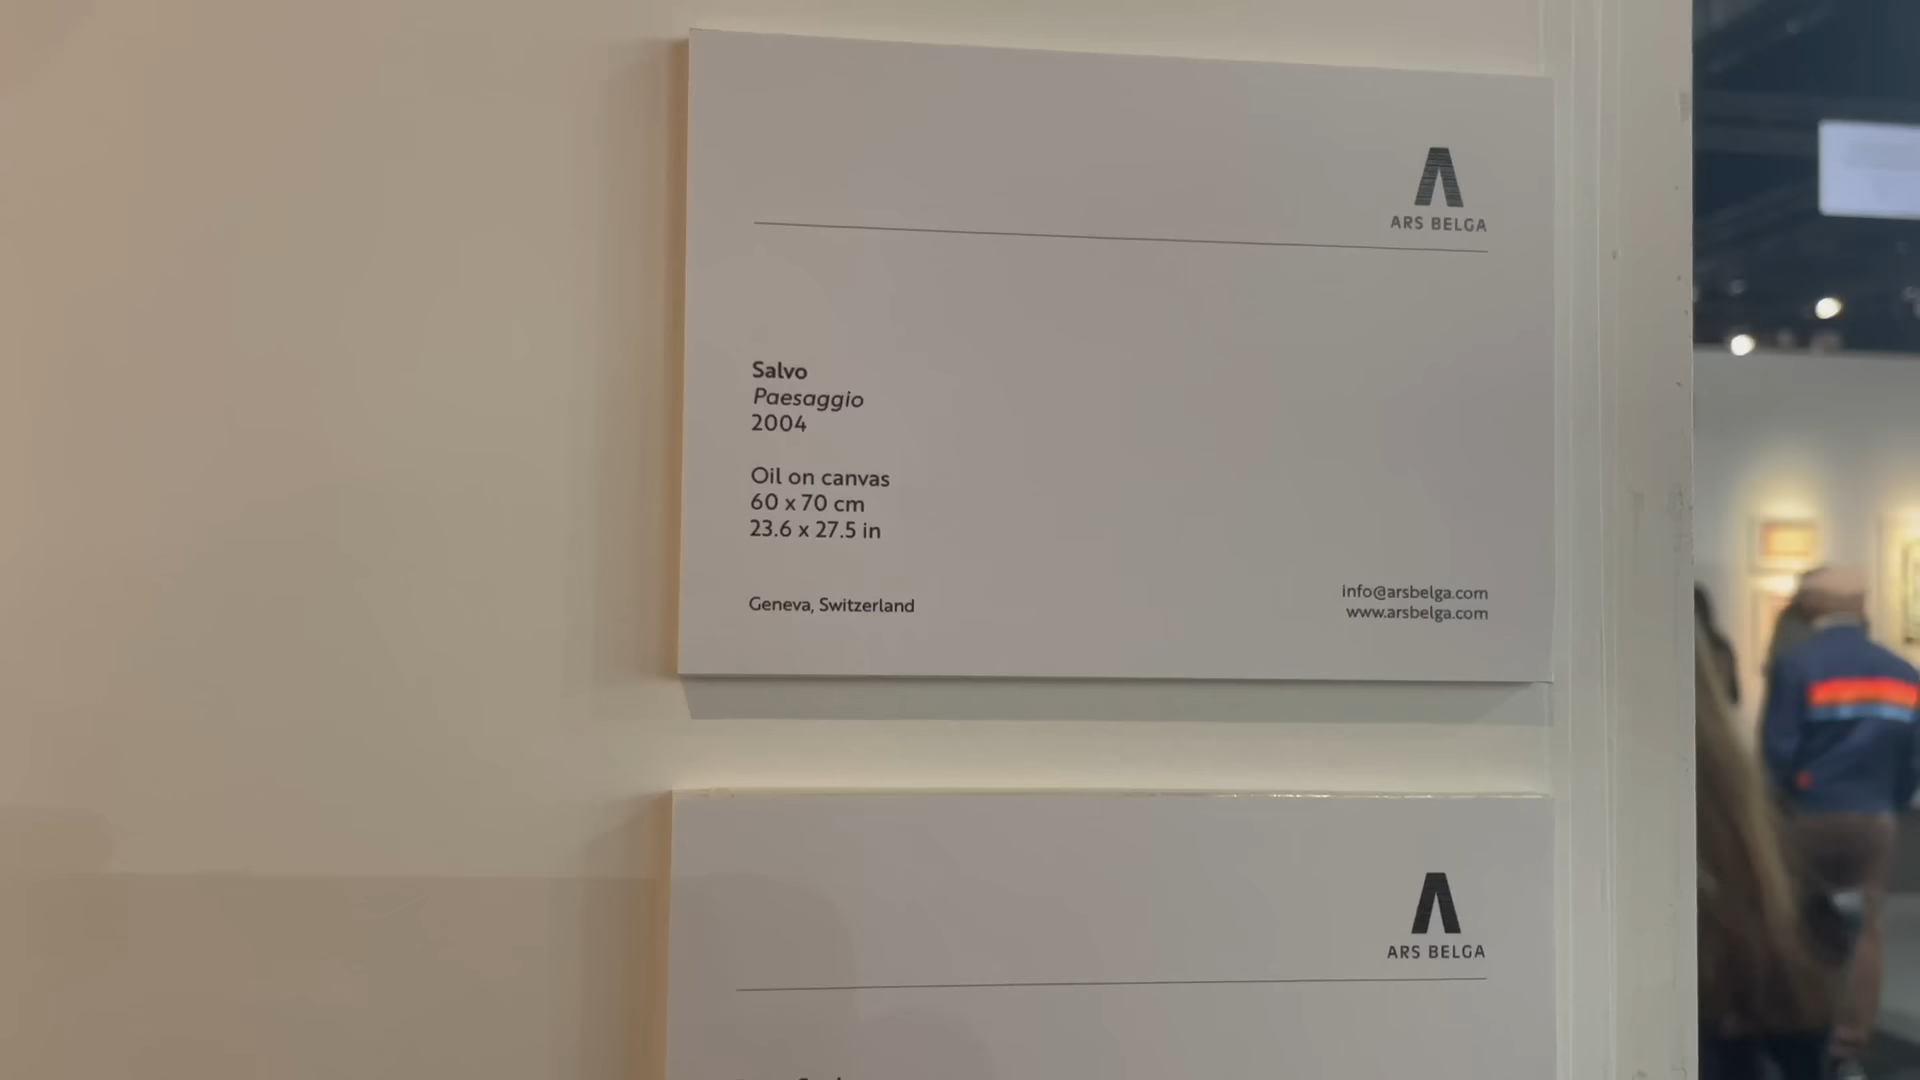 ARS BELGA
Salvo
Paesaggio
2004
Oil on canvas
60 x 70 cm
23.6 x 27.5 in
Geneva, Switzerland
info@arsbelga.com
www.arsbelga.com
ARS BELGA